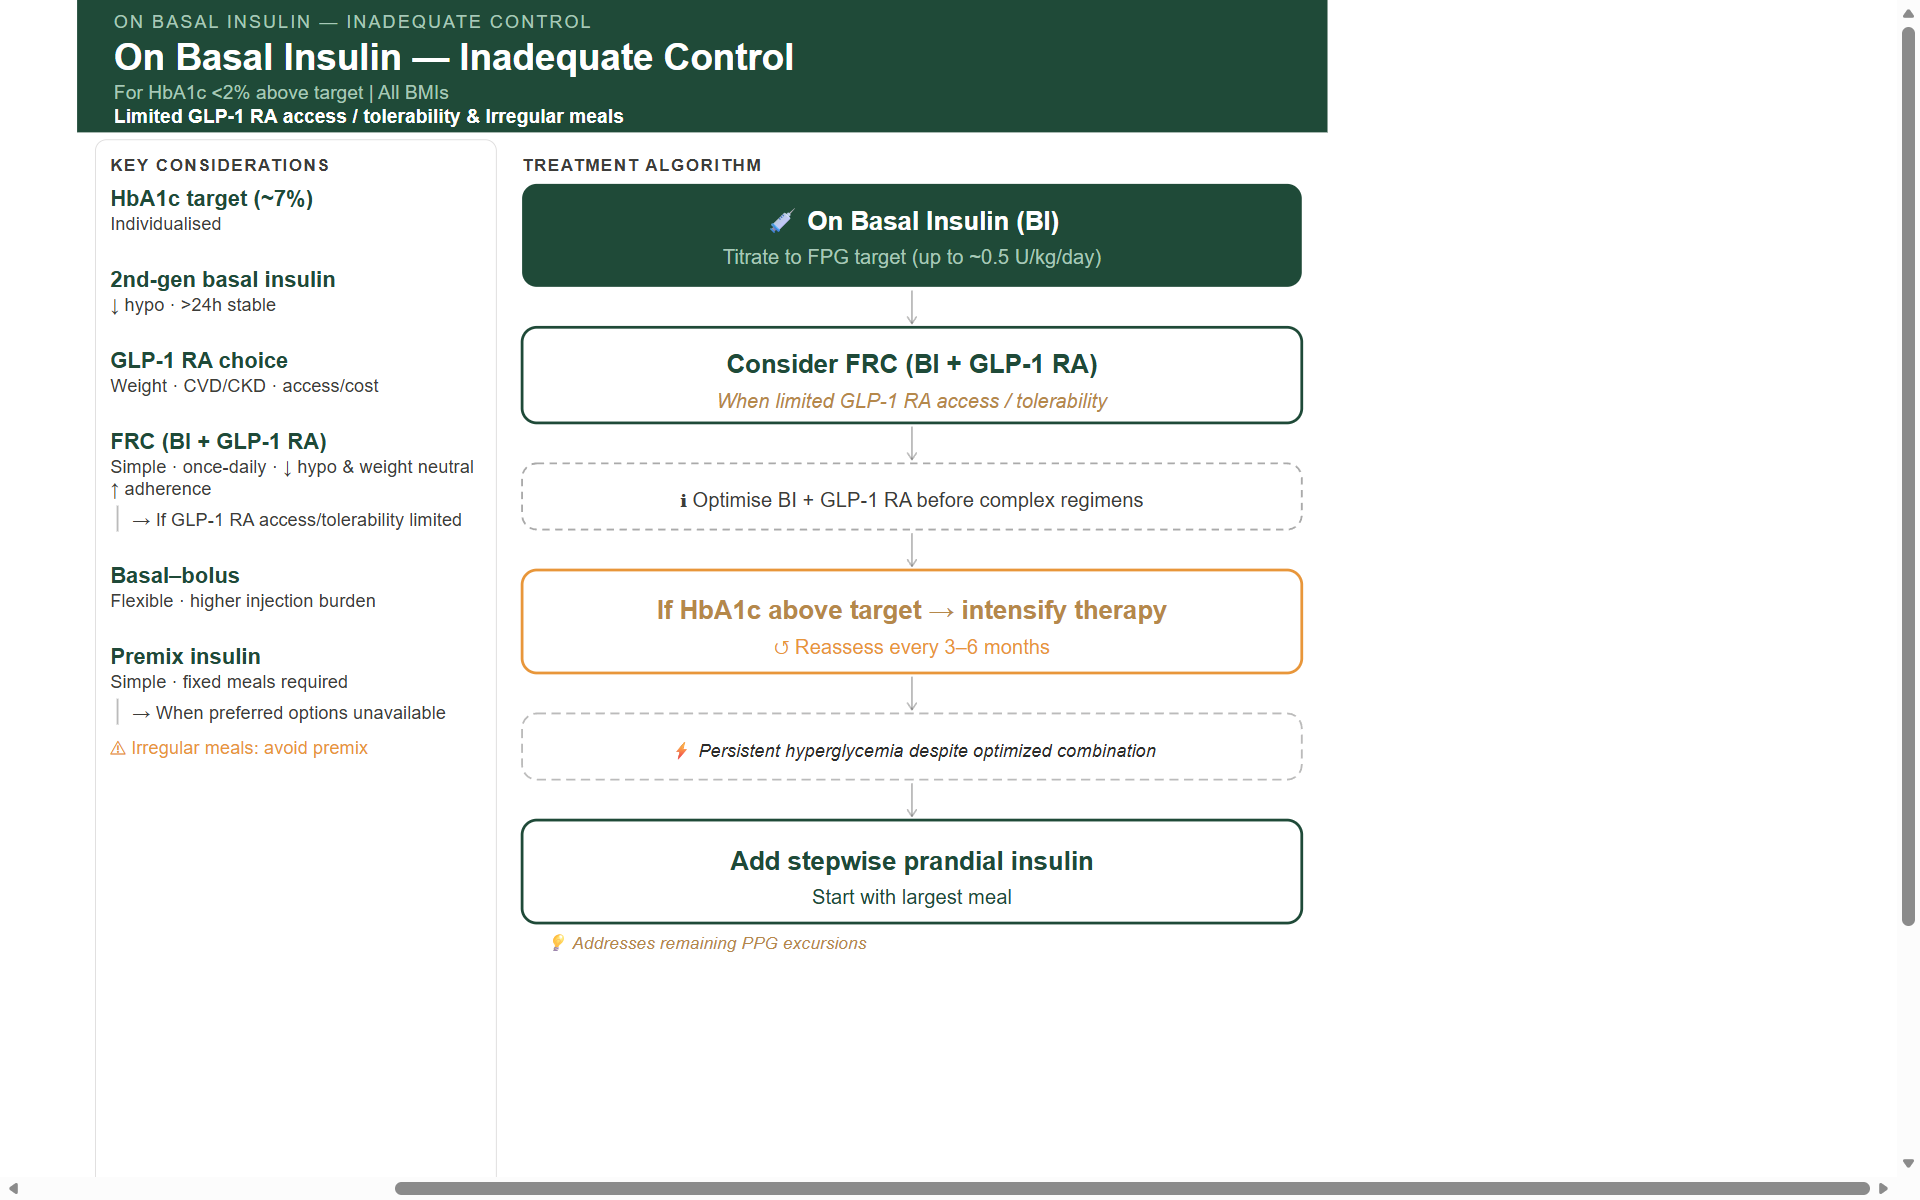 ON BASAL INSULIN — INADEQUATE CONTROL
On Basal Insulin — Inadequate Control
For HbA1c <2% above target | All BMIs
Limited GLP-1 RA access / tolerability & Irregular meals
KEY CONSIDERATIONS
HbA1c target (~7%)
Individualised
2nd-gen basal insulin
↓ hypo · >24h stable
GLP-1 RA choice
Weight · CVD/CKD · access/cost
FRC (BI + GLP-1 RA)
Simple · once-daily · ↓ hypo & weight neutral
↑ adherence
→ If GLP-1 RA access/tolerability limited
Basal–bolus
Flexible · higher injection burden
Premix insulin
Simple · fixed meals required
→ When preferred options unavailable
⚠ Irregular meals: avoid premix
TREATMENT ALGORITHM
💉 On Basal Insulin (BI)
Titrate to FPG target (up to ~0.5 U/kg/day)
Consider FRC (BI + GLP-1 RA)
When limited GLP-1 RA access / tolerability
ℹ Optimise BI + GLP-1 RA before complex regimens
If HbA1c above target → intensify therapy
↺ Reassess every 3–6 months
⚡ Persistent hyperglycemia despite optimized combination
Add stepwise prandial insulin
Start with largest meal
💡 Addresses remaining PPG excursions